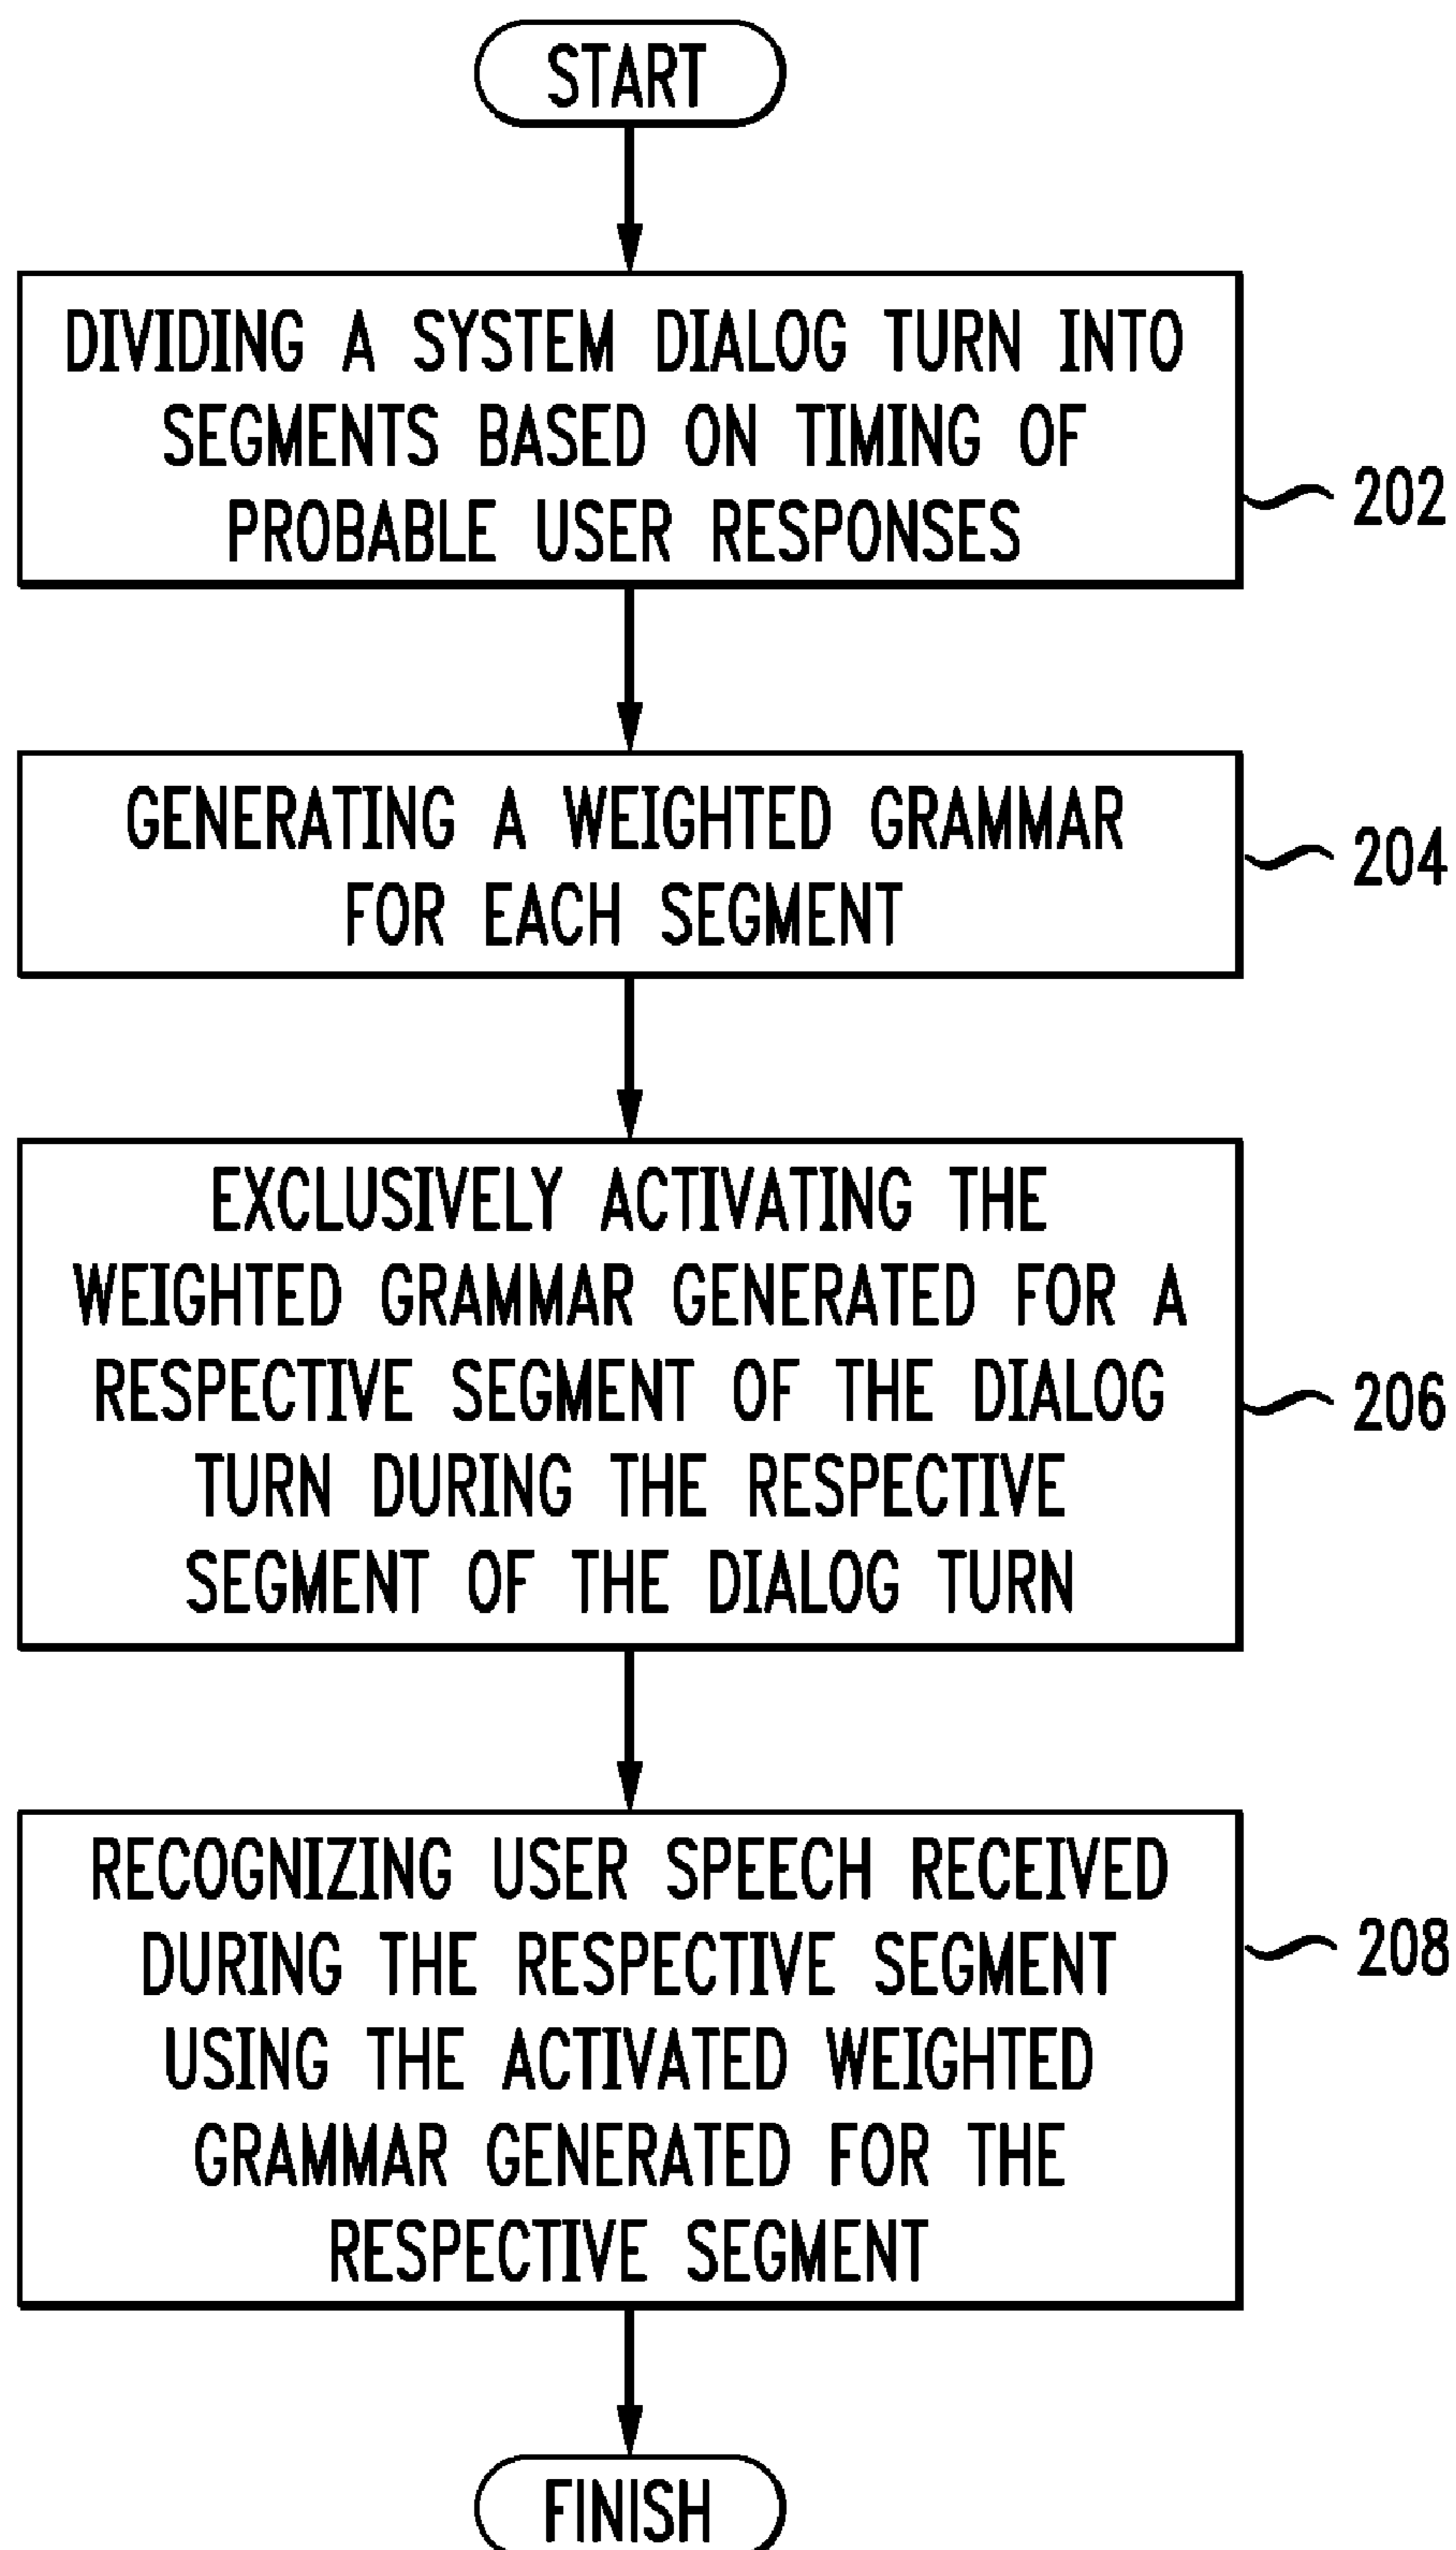 START
DIVIDING A SYSTEM DIALOG TURN INTO
SEGMENTS BASED ON TIMING OF
PROBABLE USER RESPONSES
202
GENERATING A WEIGHTED GRAMMAR
FOR EACH SEGMENT
204
EXCLUSIVELY ACTIVATING THE
WEIGHTED GRAMMAR GENERATED FOR A
RESPECTIVE SEGMENT OF THE DIALOG
TURN DURING THE RESPECTIVE
SEGMENT OF THE DIALOG TURN
206
RECOGNIZING USER SPEECH RECEIVED
DURING THE RESPECTIVE SEGMENT
USING THE ACTIVATED WEIGHTED
GRAMMAR GENERATED FOR THE
RESPECTIVE SEGMENT
208
FINISH